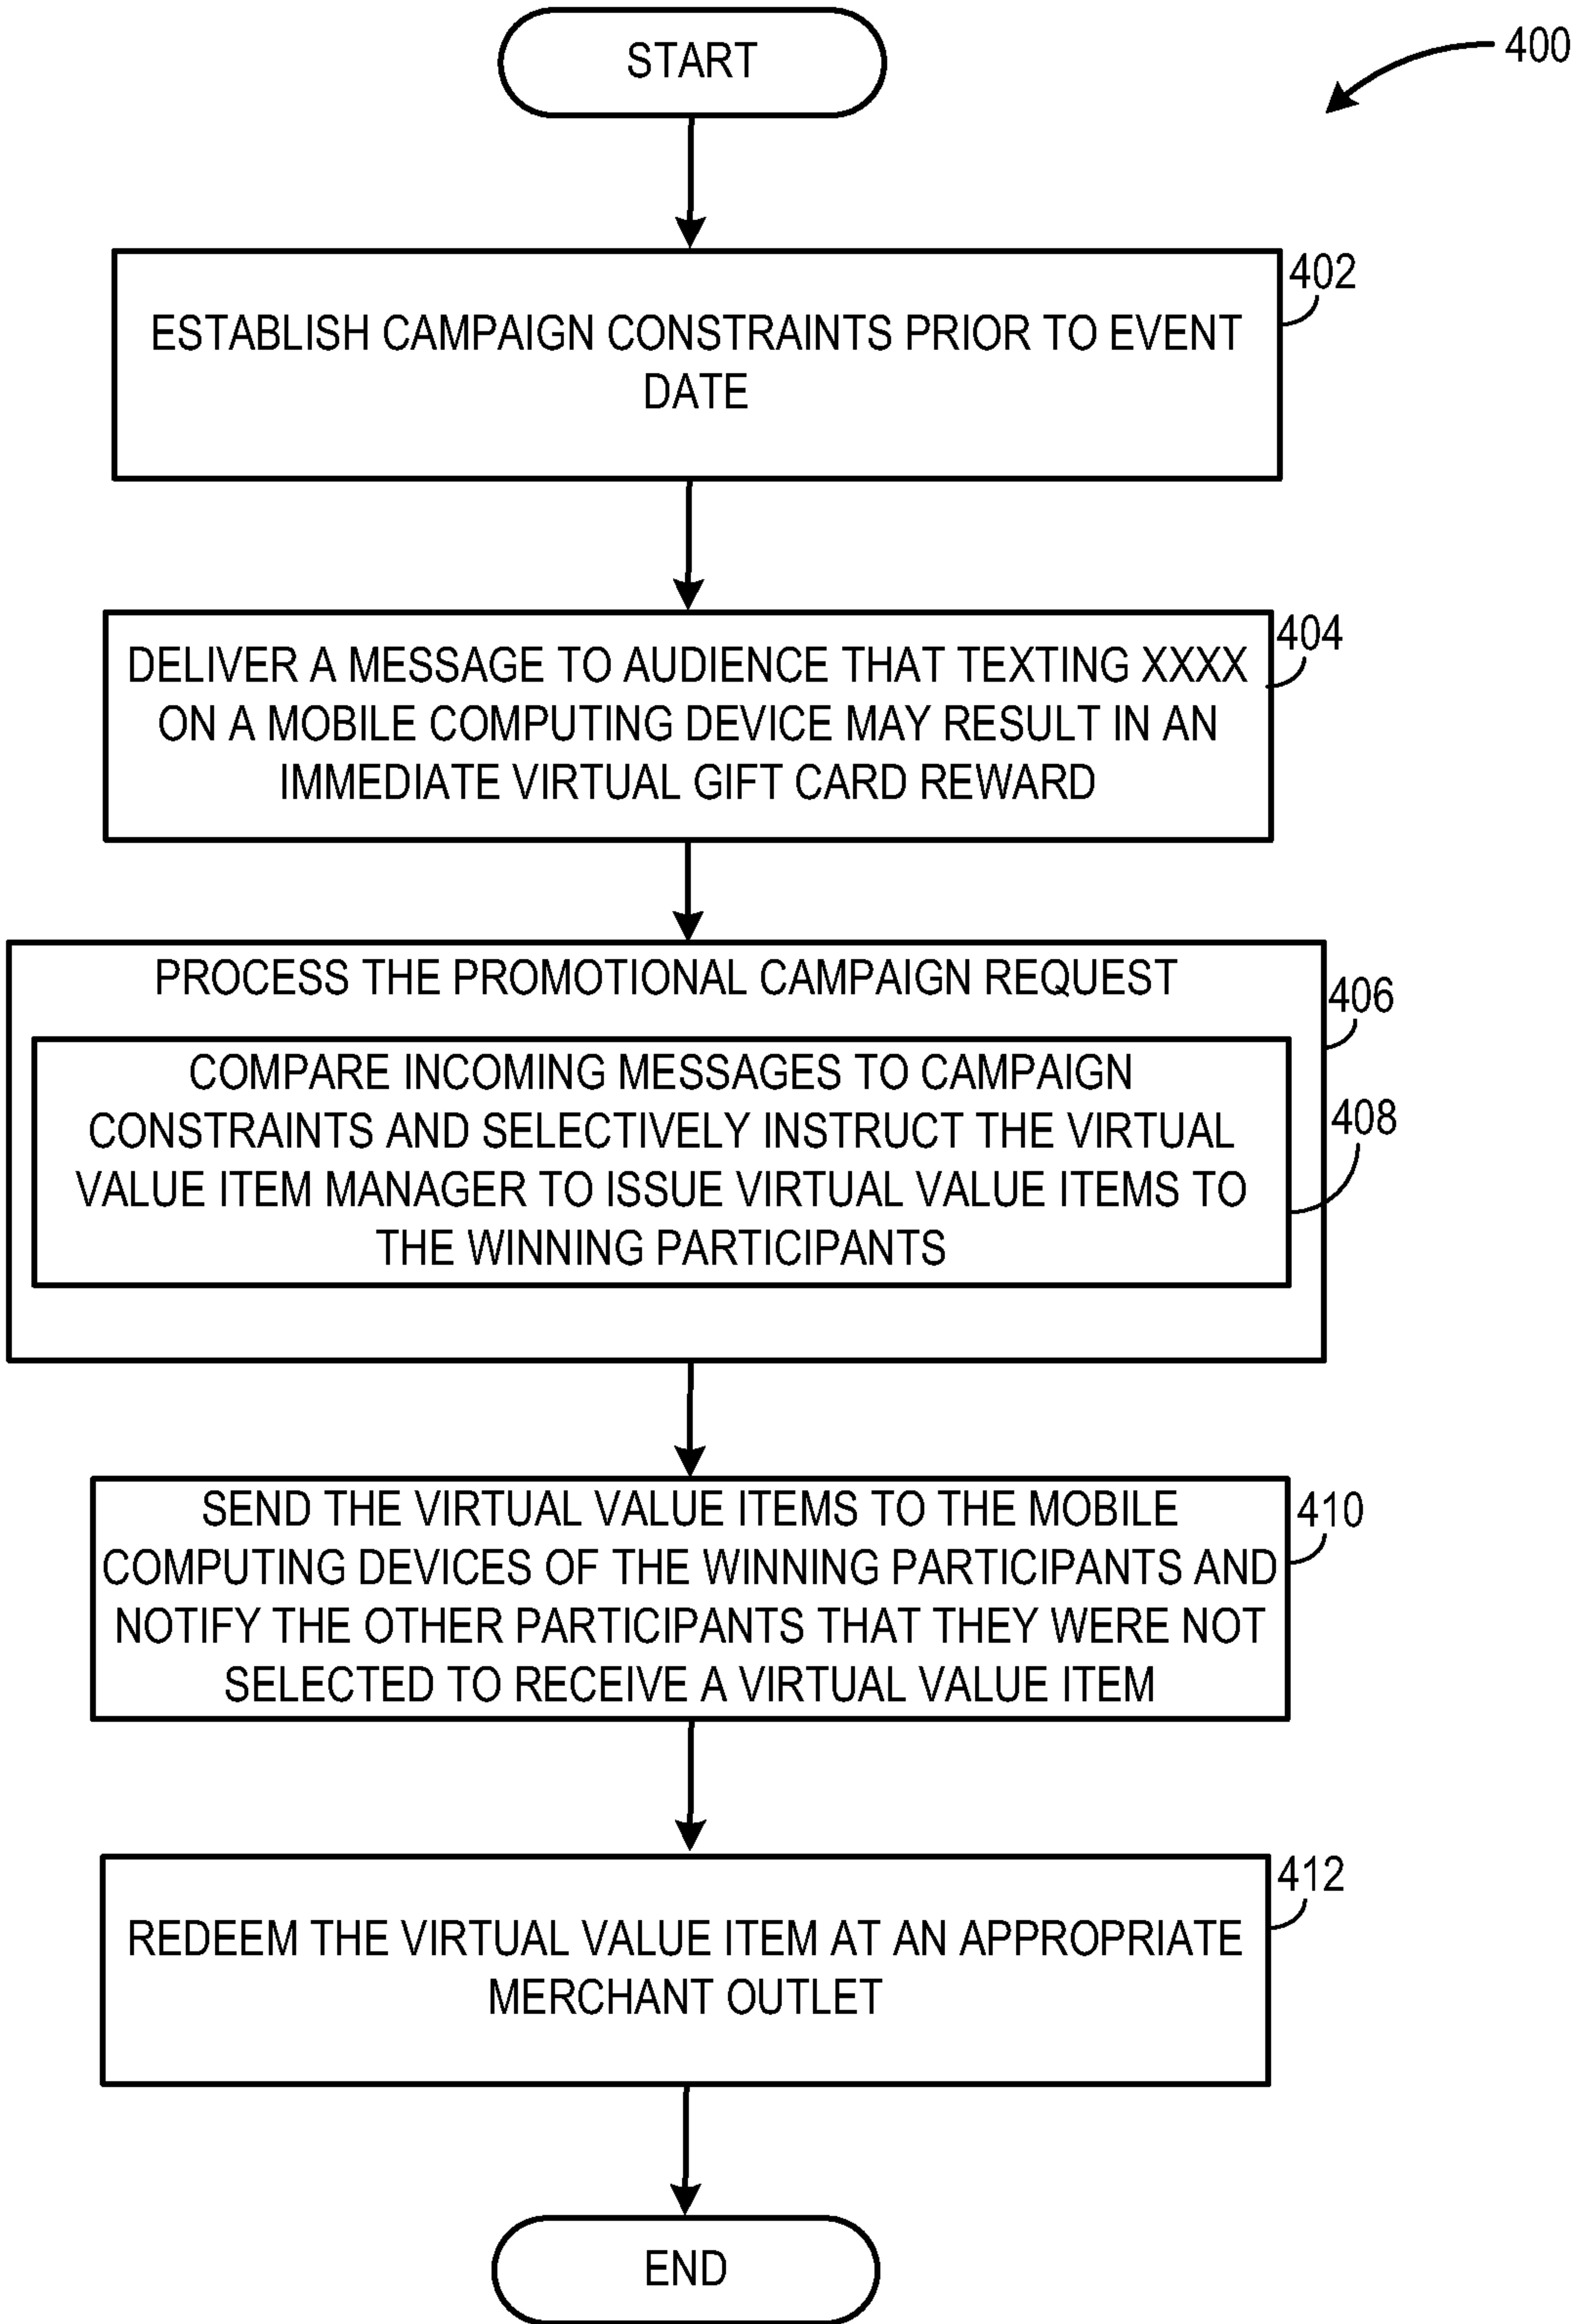 START
400
402
ESTABLISH CAMPAIGN CONSTRAINTS PRIOR TO EVENT
DATE
404
DELIVER A MESSAGE TO AUDIENCE THAT TEXTING XXXX
ON A MOBILE COMPUTING DEVICE MAY RESULT IN AN
IMMEDIATE VIRTUAL GIFT CARD REWARD
PROCESS THE PROMOTIONAL CAMPAIGN REQUEST
406
COMPARE INCOMING MESSAGES TO CAMPAIGN
CONSTRAINTS AND SELECTIVELY INSTRUCT THE VIRTUAL
VALUE ITEM MANAGER TO ISSUE VIRTUAL VALUE ITEMS TO
THE WINNING PARTICIPANTS
408
SEND THE VIRTUAL VALUE ITEMS TO THE MOBILE
COMPUTING DEVICES OF THE WINNING PARTICIPANTS AND
NOTIFY THE OTHER PARTICIPANTS THAT THEY WERE NOT
SELECTED TO RECEIVE A VIRTUAL VALUE ITEM
410
412
REDEEM THE VIRTUAL VALUE ITEM AT AN APPROPRIATE
MERCHANT OUTLET
END